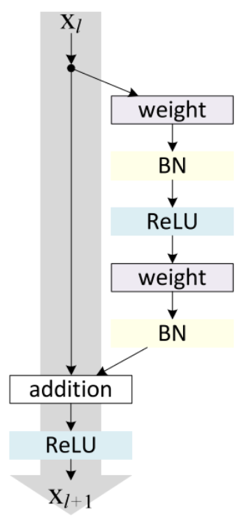 x_l
weight
BN
ReLU
weight
BN
addition
ReLU
x_{l+1}